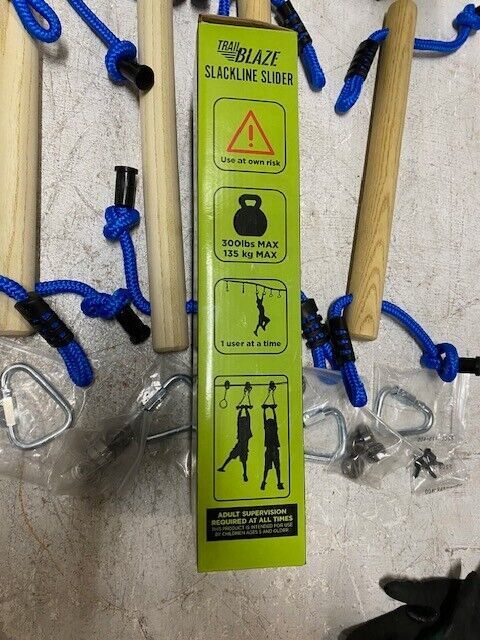 TRAIL
BLAZE
SLACKLINE SLIDER
Use at own risk
300lbs MAX
135 kg MAX
1 user at a time
ADULT SUPERVISION
REQUIRED AT ALL TIMES
THIS PRODUCT IS INTENDED FOR USE
BY CHILDREN AGES 5 AND OLDER.